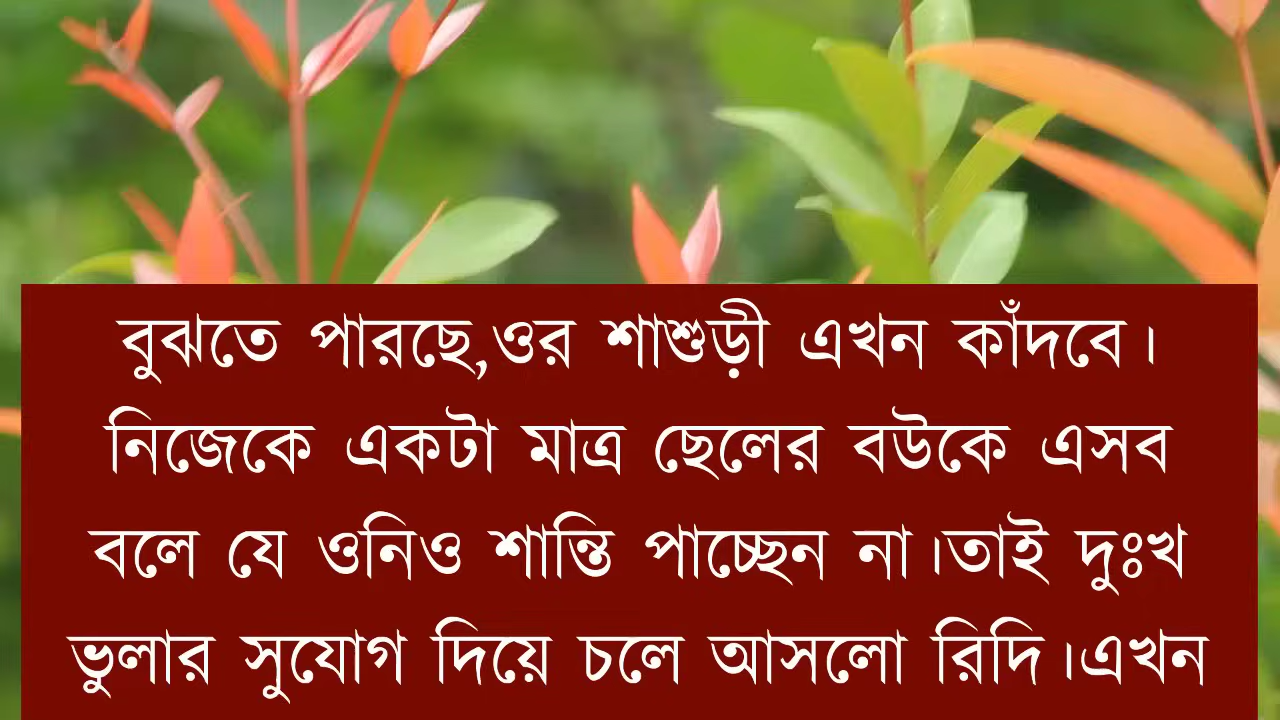 বুঝতে পারছে,ওর শাশুড়ী এখন কাঁদবে।
নিজেকে একটা মাত্র ছেলের বউকে এসব
বলে যে ওনিও শান্তি পাচ্ছেন না।তাই দুঃখ
ভুলার সুযোগ দিয়ে চলে আসলো রিদি।এখন